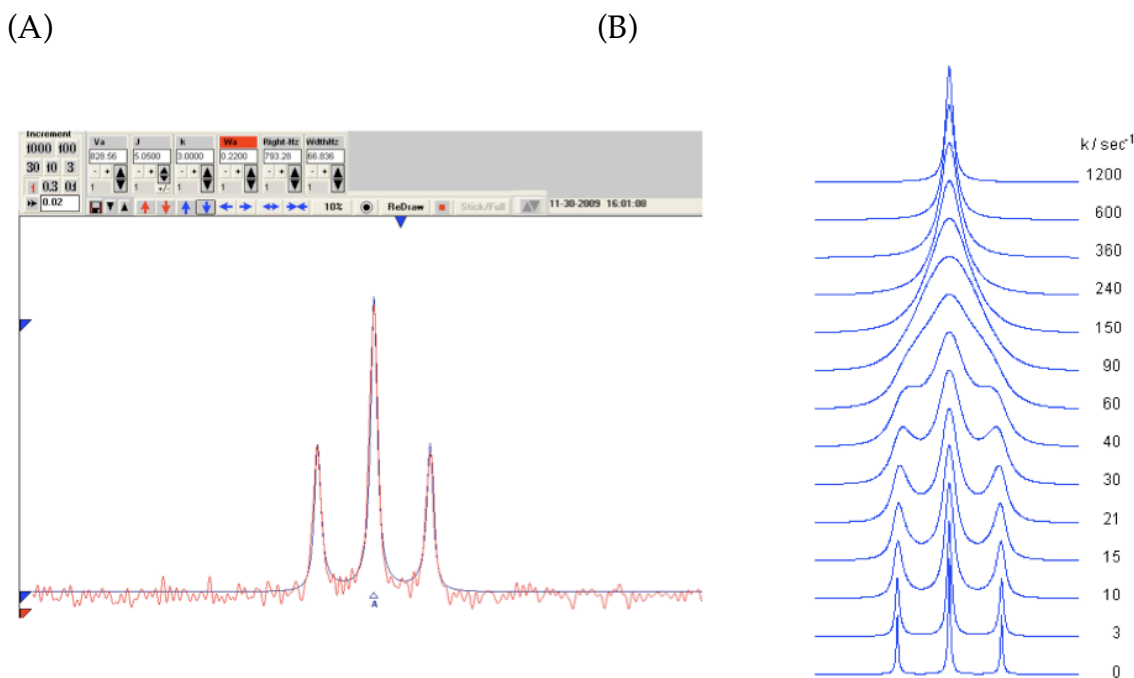 (A)
(B)
Increment
1000 100
30 10 3
1 0.3 0.1
0.02
Va J k Wa Right-Hz WdthHz
828.56 5.0500 3.0000 0.2200 793.28 66.836
- + - + - + - + - + - +
1 1 +/- 1 1 1 1
10% ReDraw Stick/Full 11-30-2009 16:01:08
A
k / sec-1
1200
600
360
240
150
90
60
40
30
21
15
10
3
0